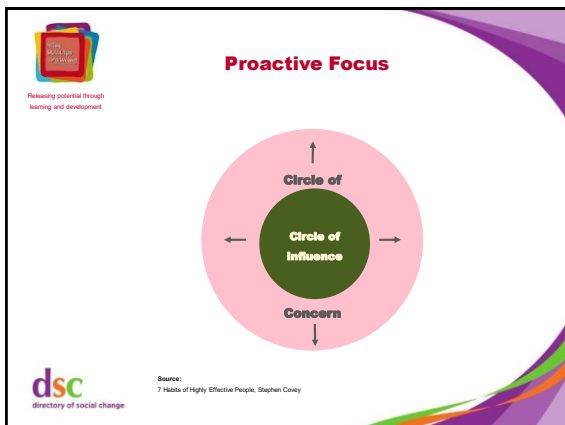 Proactive Focus
Releasing potential through
learning and development
Circle of
Circle of
Influence
Concern
Source:
7 Habits of Highly Effective People, Stephen Covey
dsc
directory of social change